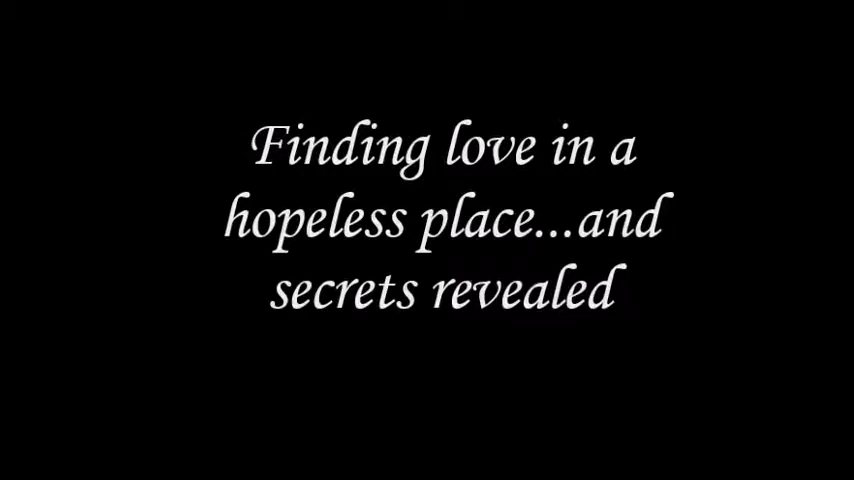 Finding love in a
hopeless place...and
secrets revealed